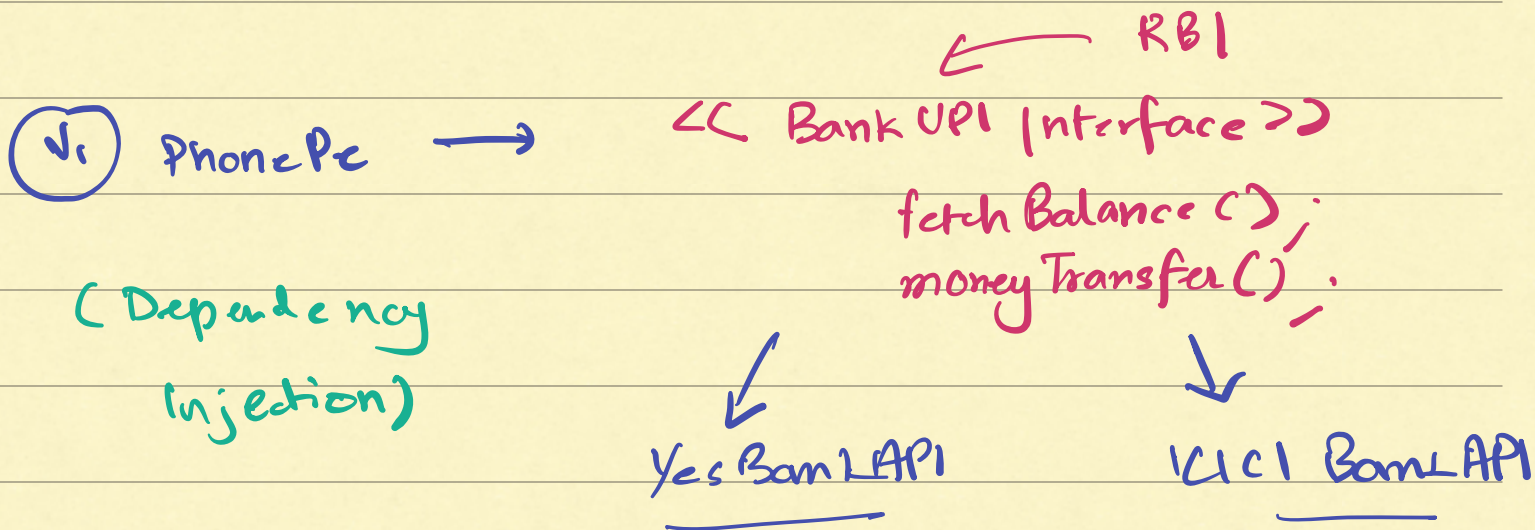 RBI
V1 PhonePe → << Bank UPI Interface >>
fetchBalance();
moneyTransfer();
(Dependency
Injection)
YesBankAPI ICICI BankAPI